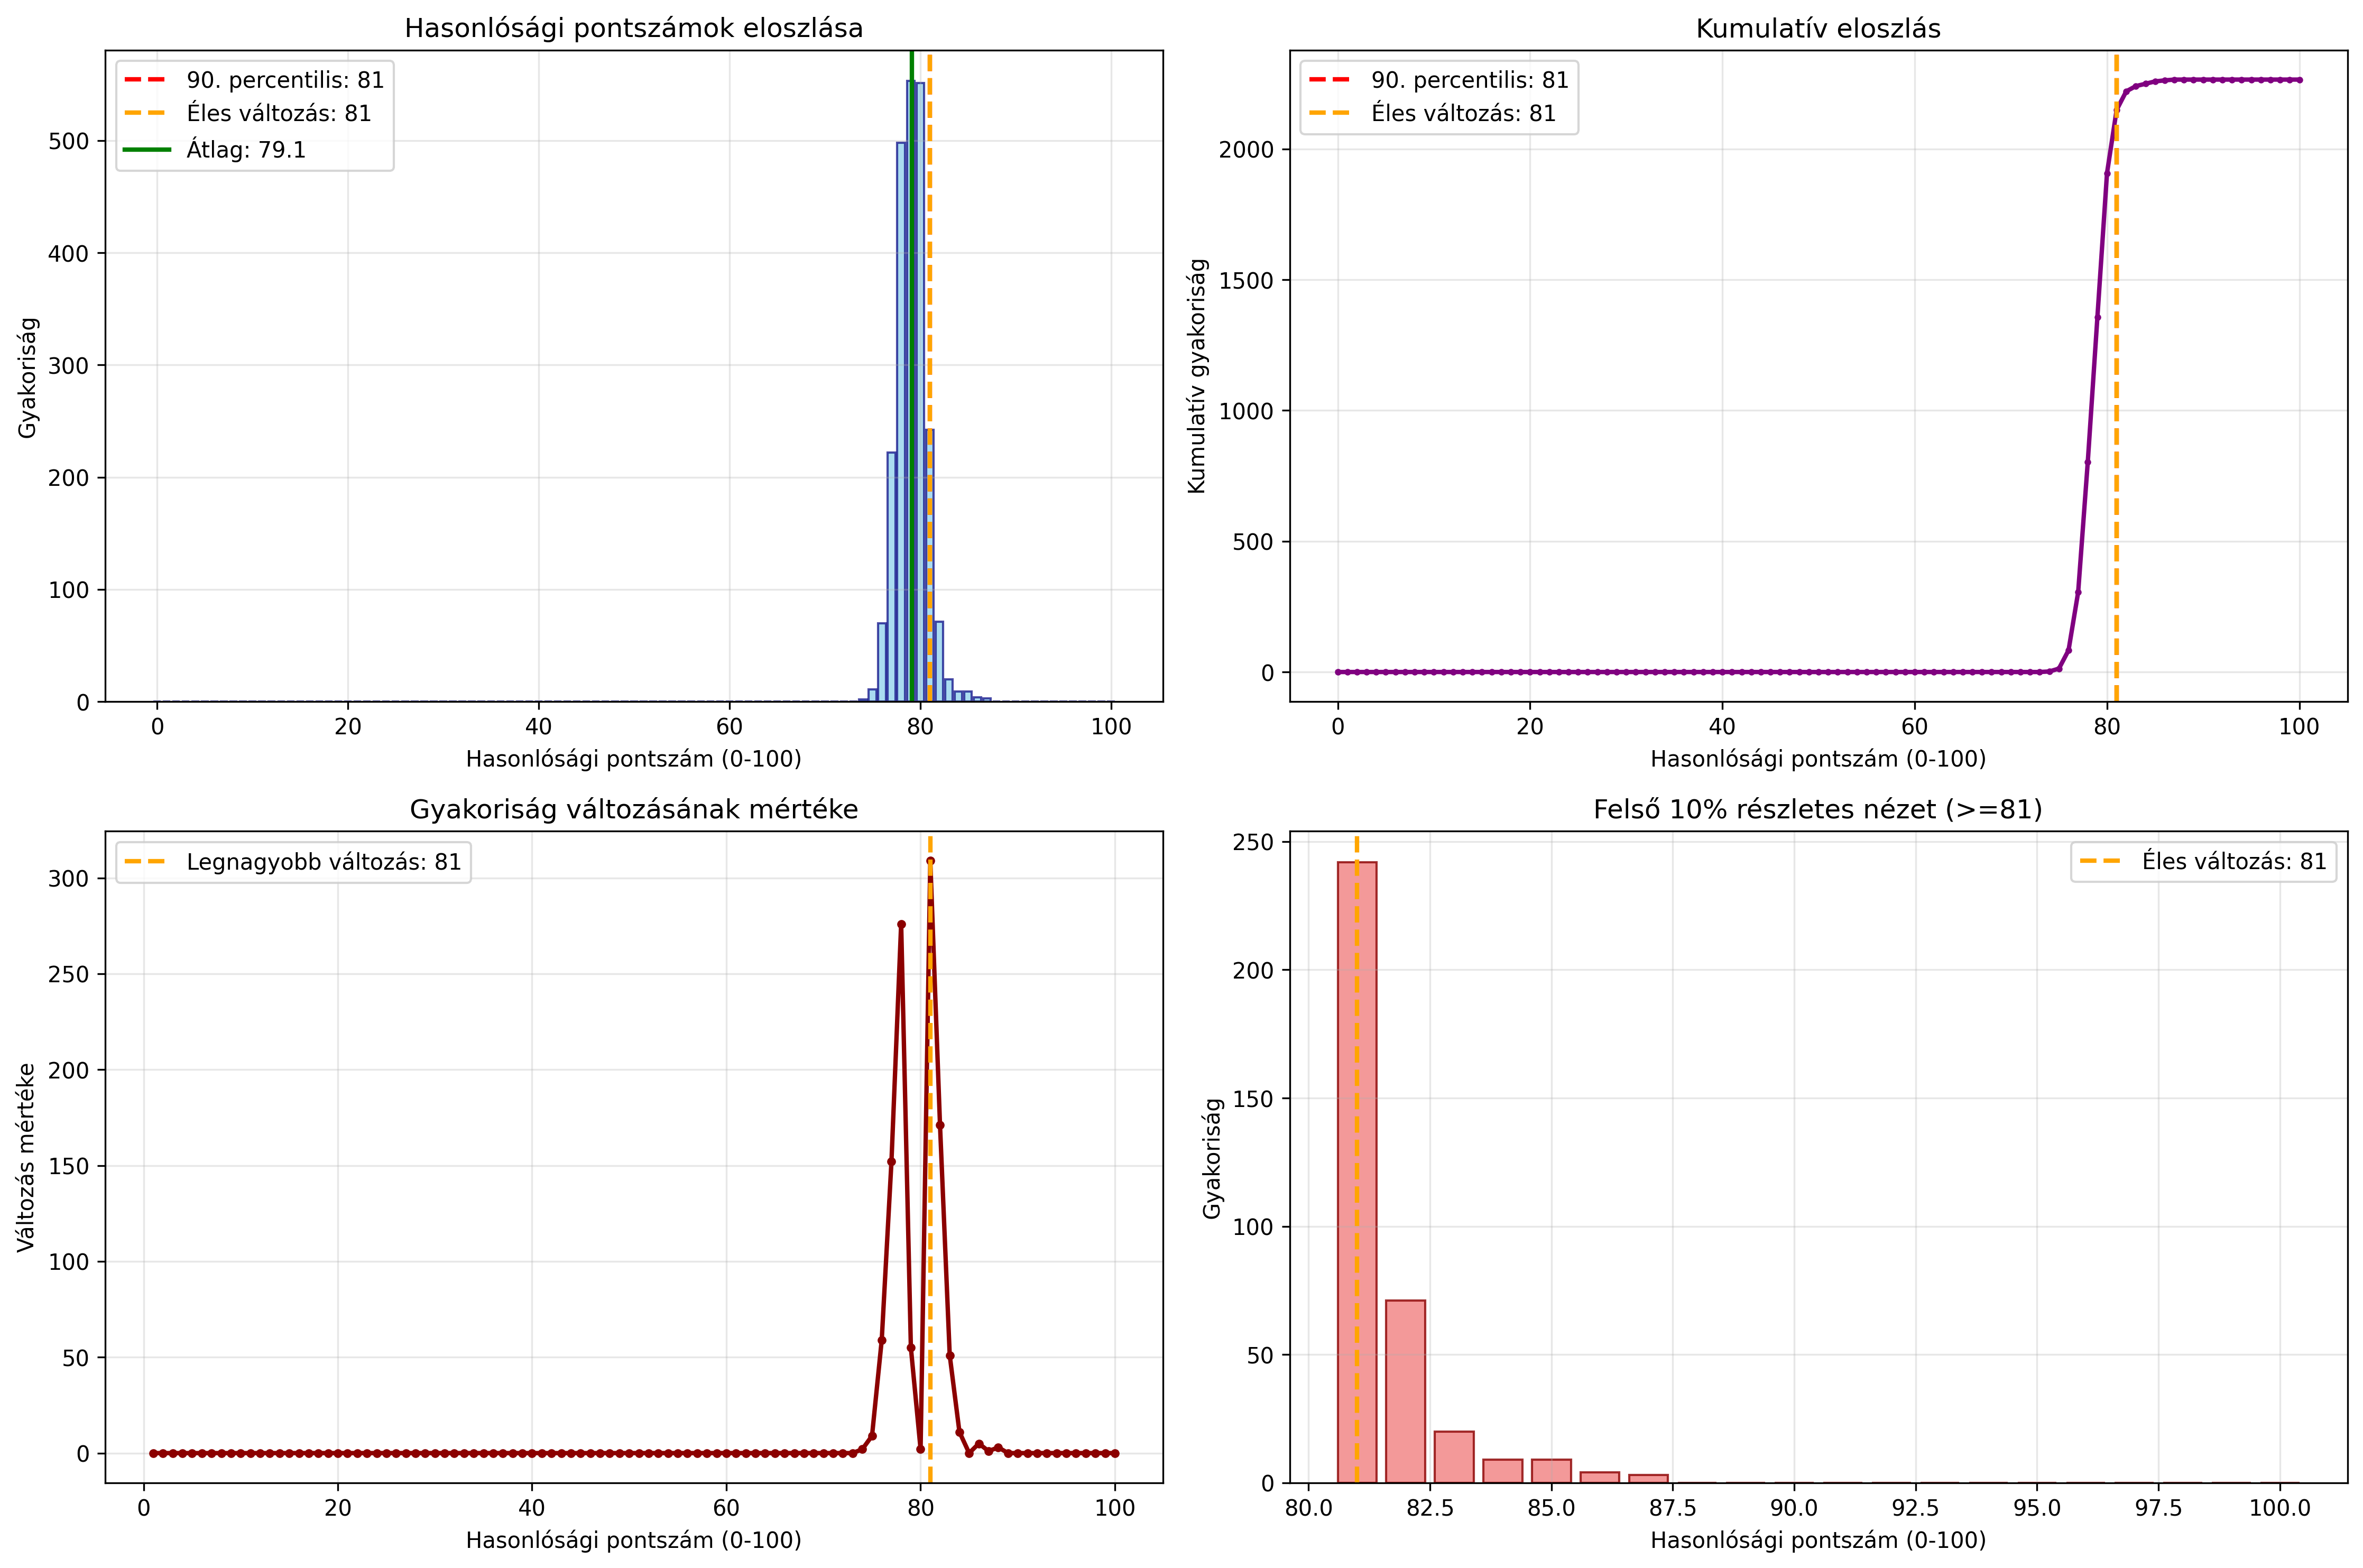 Hasonlósági pontszámok eloszlása
90. percentilis: 81
Éles változás: 81
Átlag: 79.1
Gyakoriság
500
400
300
200
100
0
0 20 40 60 80 100
Hasonlósági pontszám (0-100)
Kumulatív eloszlás
90. percentilis: 81
Éles változás: 81
Kumulatív gyakoriság
2000
1500
1000
500
0
0 20 40 60 80 100
Hasonlósági pontszám (0-100)
Gyakoriság változásának mértéke
Legnagyobb változás: 81
Változás mértéke
300
250
200
150
100
50
0
0 20 40 60 80 100
Hasonlósági pontszám (0-100)
Felső 10% részletes nézet (>=81)
Éles változás: 81
Gyakoriság
250
200
150
100
50
0
80.0 82.5 85.0 87.5 90.0 92.5 95.0 97.5 100.0
Hasonlósági pontszám (0-100)